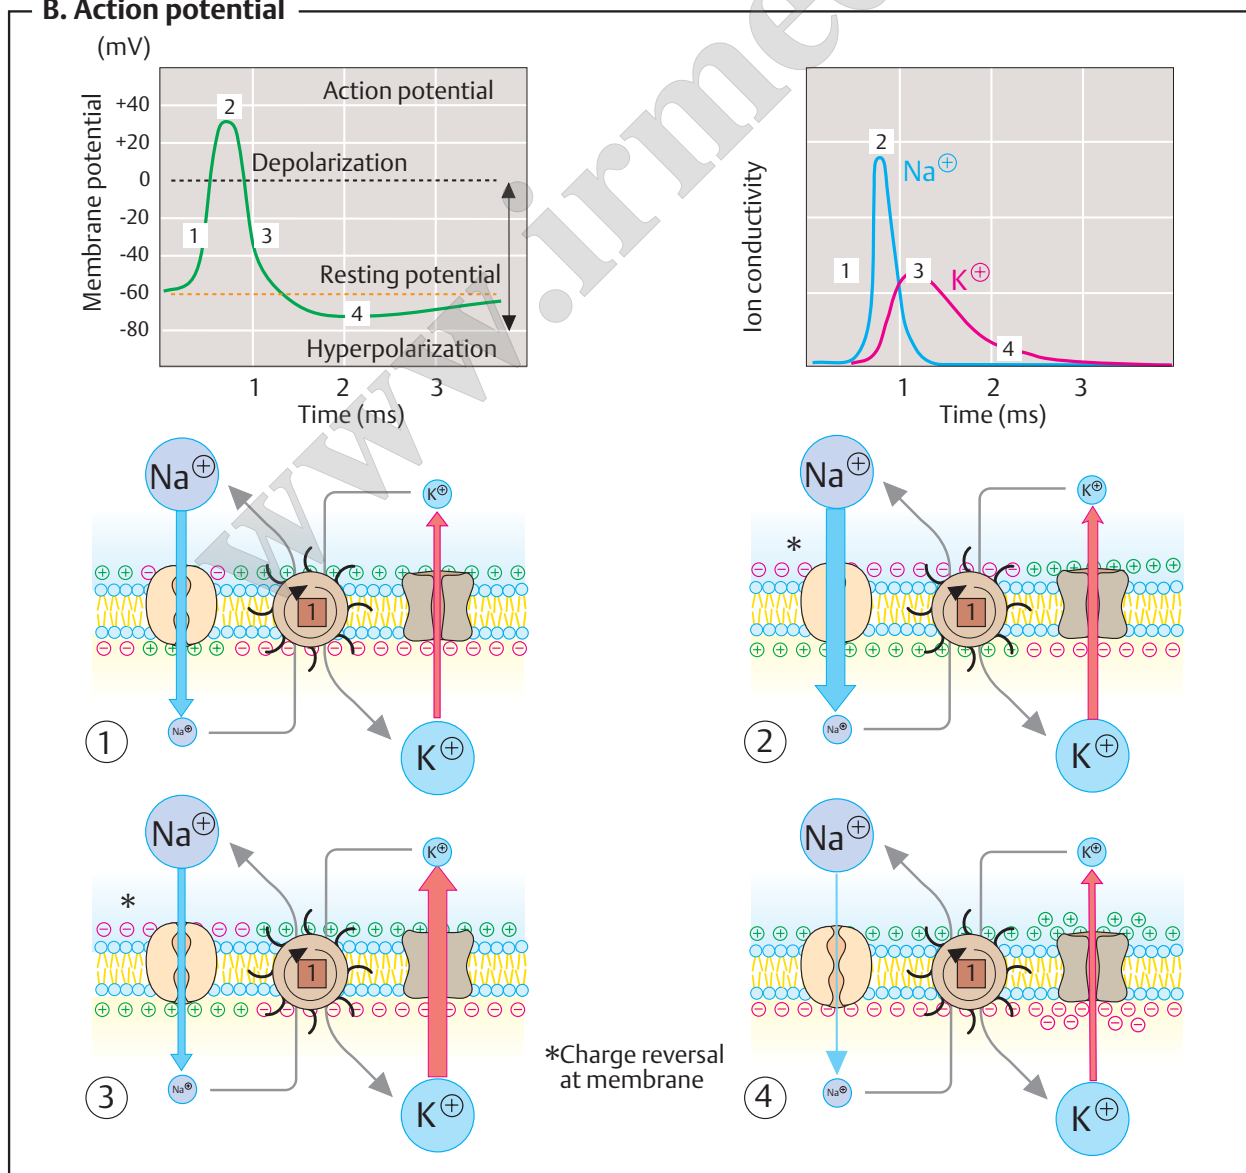 B. Action potential
(mV)
Membrane potential
+40
+20
0
-20
-40
-60
-80
Action potential
2
Depolarization
1
3
Resting potential
4
Hyperpolarization
1 2 3
Time (ms)
Ion conductivity
2
Na⊕
1
3
K⊕
4
1 2 3
Time (ms)
www.irme
Na⊕
K⊕
1
Na⊕
K⊕
1
Na⊕
K⊕
*
1
Na⊕
K⊕
2
Na⊕
K⊕
*
1
Na⊕
K⊕
3
*Charge reversal
at membrane
Na⊕
K⊕
1
Na⊕
K⊕
4